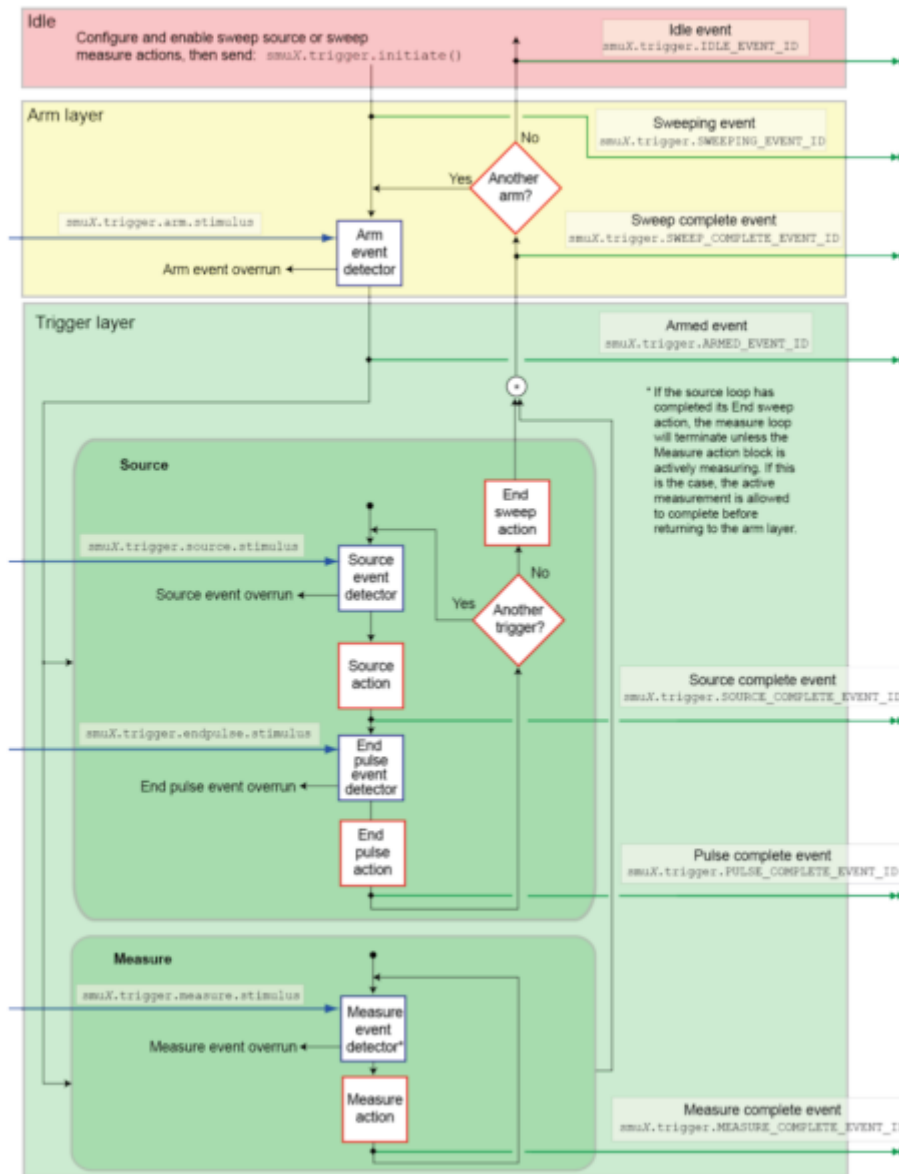 Idle
Configure and enable sweep source or sweep
measure actions, then send: smuX.trigger.initiate()
Idle event
smuX.trigger.IDLE_EVENT_ID
Arm layer
Sweeping event
smuX.trigger.SWEEPING_EVENT_ID
No
Yes
Another
arm?
smuX.trigger.arm.stimulus
Arm
event
detector
Arm event overrun
Sweep complete event
smuX.trigger.SWEEP_COMPLETE_EVENT_ID
Trigger layer
Armed event
smuX.trigger.ARMED_EVENT_ID
*
* If the source loop has
completed its End sweep
action, the measure loop
will terminate unless the
Measure action block is
actively measuring. If this
is the case, the active
measurement is allowed
to complete before
returning to the arm layer.
Source
End
sweep
action
smuX.trigger.source.stimulus
Source
event
detector
Source event overrun
No
Yes
Another
trigger?
Source
action
Source complete event
smuX.trigger.SOURCE_COMPLETE_EVENT_ID
smuX.trigger.endpulse.stimulus
End
pulse
event
detector
End pulse event overrun
End
pulse
action
Pulse complete event
smuX.trigger.PULSE_COMPLETE_EVENT_ID
Measure
smuX.trigger.measure.stimulus
Measure
event
detector*
Measure event overrun
Measure
action
Measure complete event
smuX.trigger.MEASURE_COMPLETE_EVENT_ID